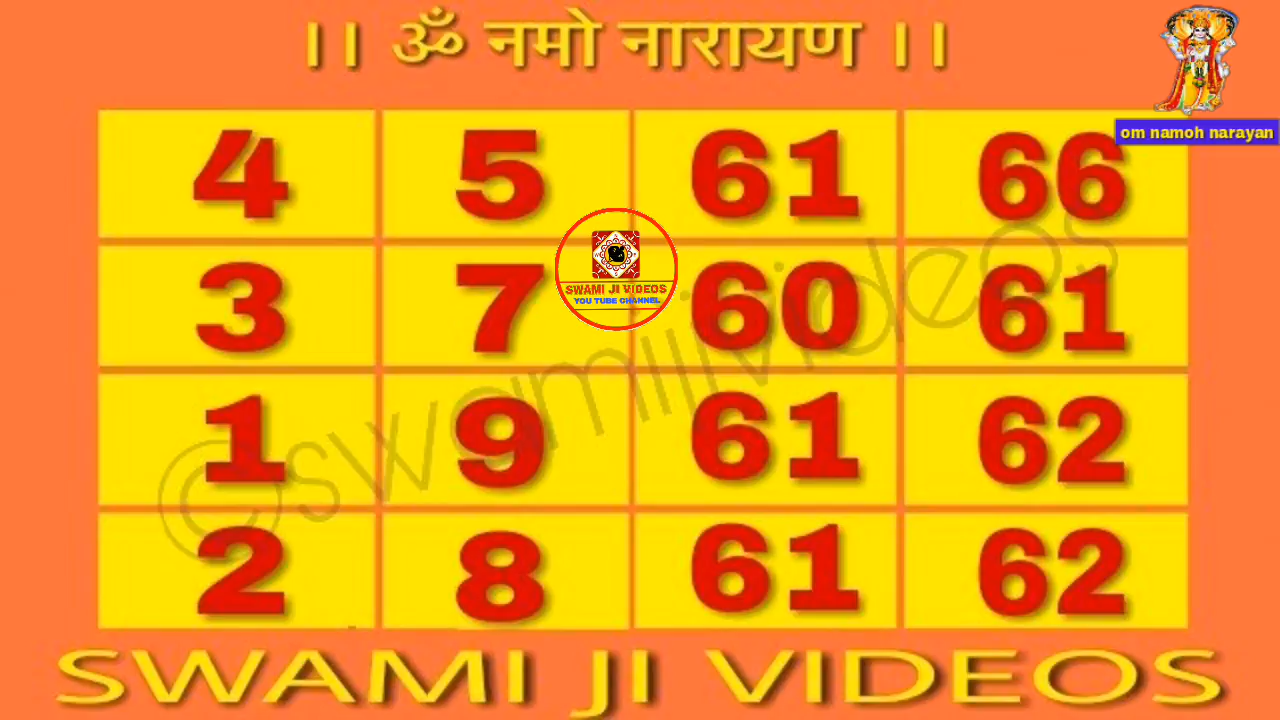 ।। ॐ नमो नारायण ।।
om namoh narayan
4 5 61 66
SWAMI JI VIDEOS
YOU TUBE CHANNEL
3 7 60 61
1 9 61 62
2 8 61 62
©swamijivideos
SWAMI JI VIDEOS